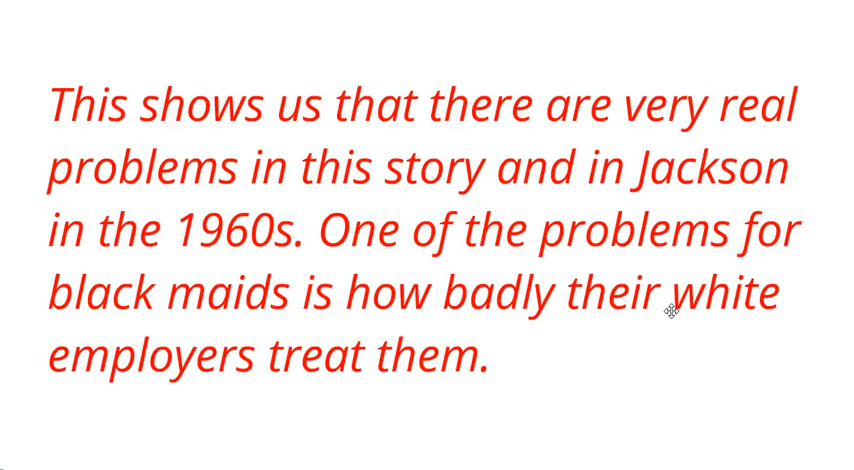 This shows us that there are very real
problems in this story and in Jackson
in the 1960s. One of the problems for
black maids is how badly their white
employers treat them.